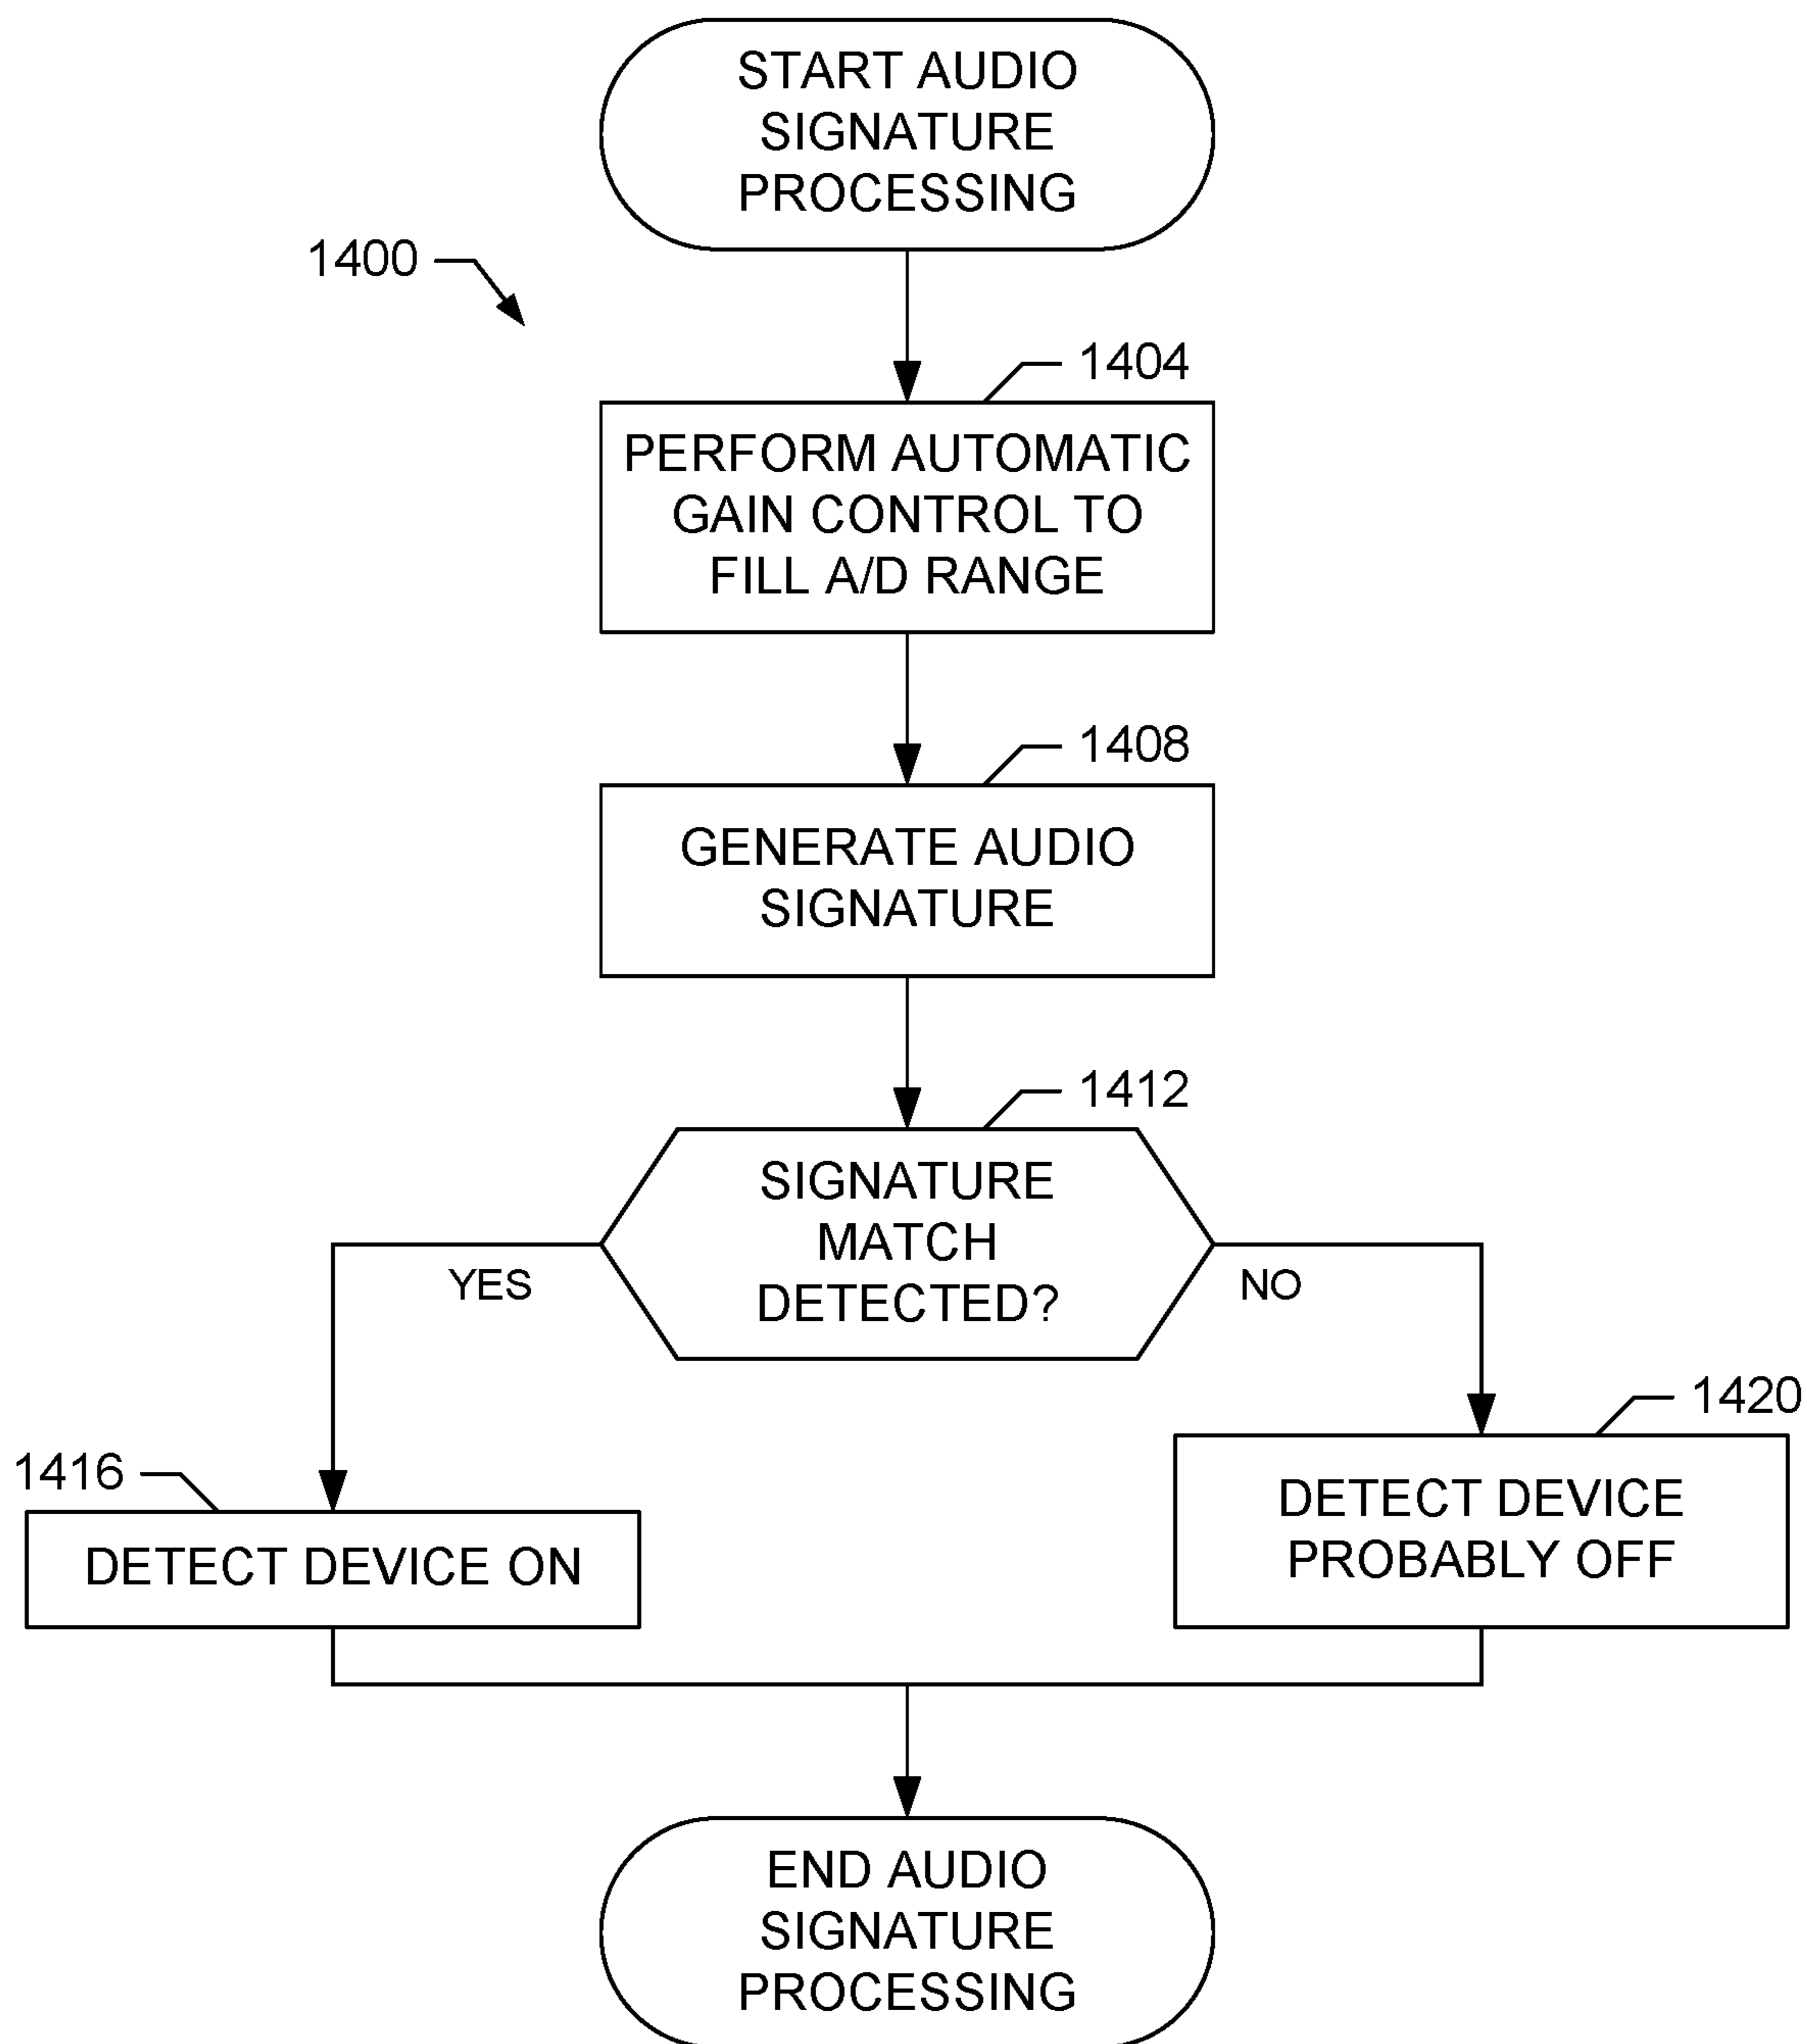 START AUDIO
SIGNATURE
PROCESSING
1400
1404
PERFORM AUTOMATIC
GAIN CONTROL TO
FILL A/D RANGE
1408
GENERATE AUDIO
SIGNATURE
1412
SIGNATURE
MATCH
DETECTED?
YES
NO
1416
DETECT DEVICE ON
1420
DETECT DEVICE
PROBABLY OFF
END AUDIO
SIGNATURE
PROCESSING